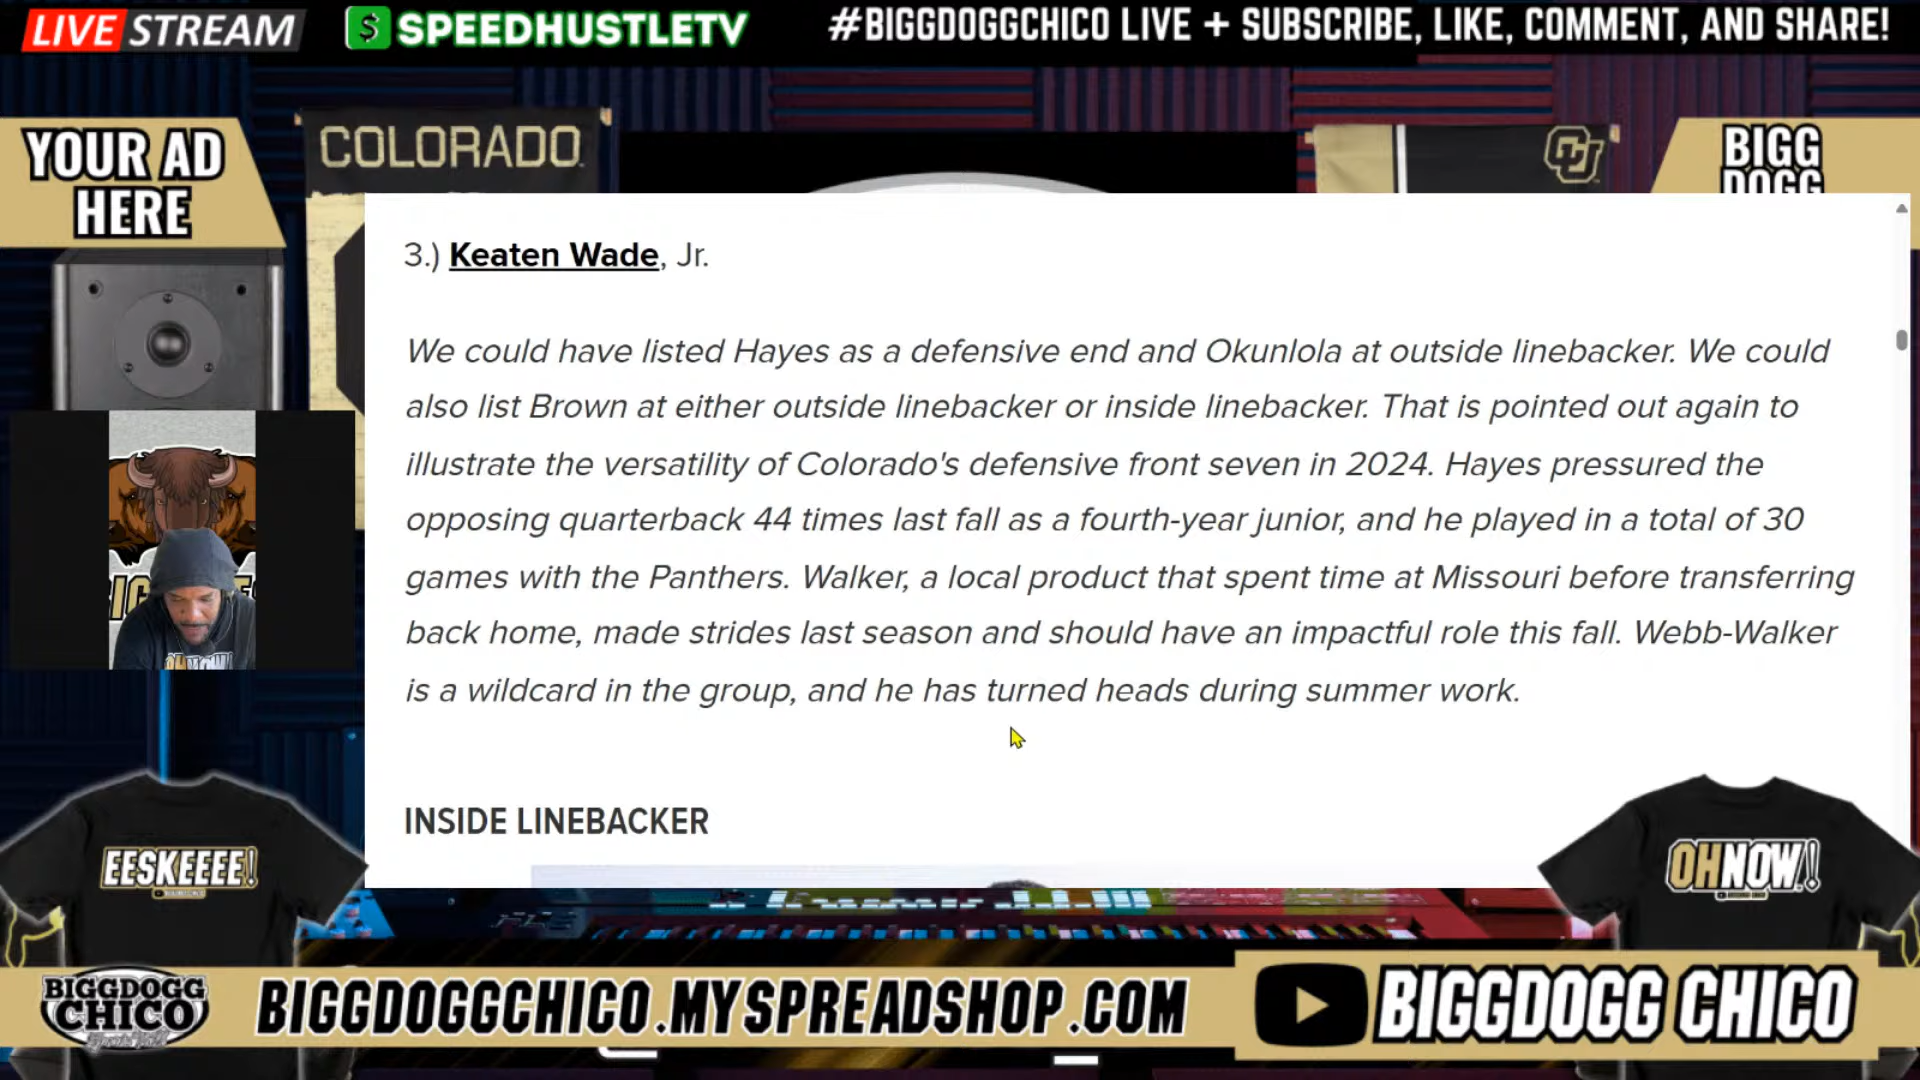 LIVE STREAM
$ SPEEDHUSTLETV
#BIGGDOGGCHICO LIVE + SUBSCRIBE, LIKE, COMMENT, AND SHARE!
YOUR AD
HERE
COLORADO
CU
BIGG
DOGG
3.) Keaten Wade, Jr.
We could have listed Hayes as a defensive end and Okunlola at outside linebacker. We could
also list Brown at either outside linebacker or inside linebacker. That is pointed out again to
illustrate the versatility of Colorado's defensive front seven in 2024. Hayes pressured the
opposing quarterback 44 times last fall as a fourth-year junior, and he played in a total of 30
games with the Panthers. Walker, a local product that spent time at Missouri before transferring
back home, made strides last season and should have an impactful role this fall. Webb-Walker
is a wildcard in the group, and he has turned heads during summer work.
INSIDE LINEBACKER
EESKEEEE!
OHNOW!
BIGGDOGG
CHICO
BIGGDOGGCHICO.MYSPREADSHOP.COM
BIGGDOGG CHICO